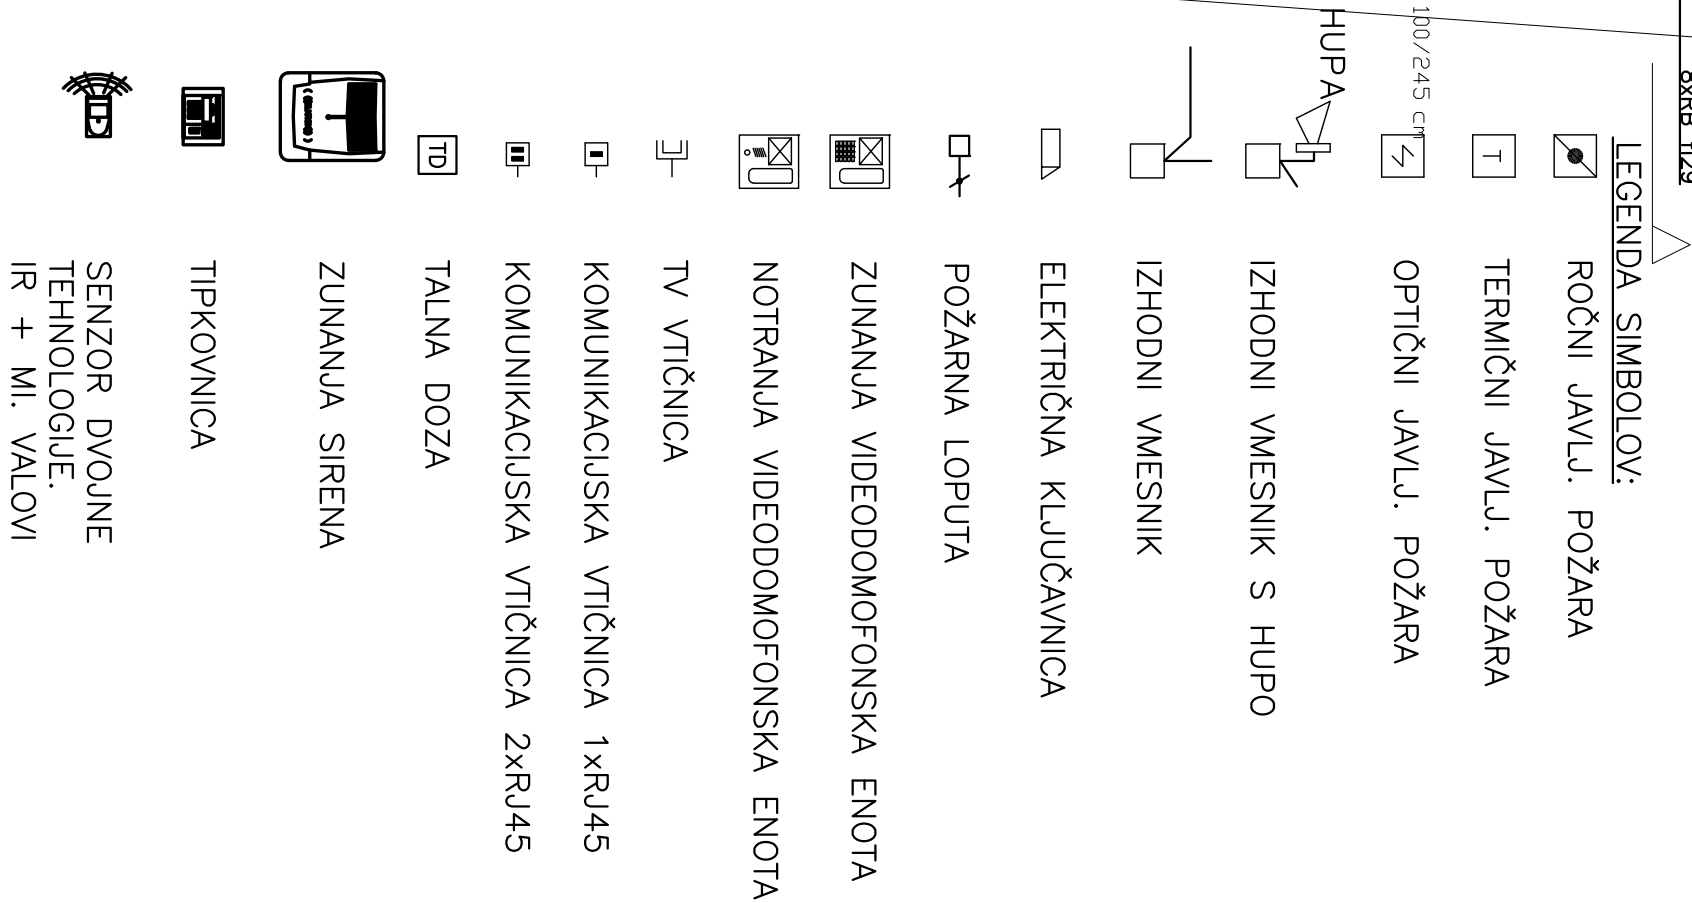 100/245 cm
HUPA
LEGENDA SIMBOLOV:
ROČNI JAVLJ. POŽARA
T
TERMIČNI JAVLJ. POŽARA
OPTIČNI JAVLJ. POŽARA
IZHODNI VMESNIK S HUPO
IZHODNI VMESNIK
ELEKTRIČNA KLJUČAVNICA
POŽARNA LOPUTA
ZUNANJA VIDEODOMOFONSKA ENOTA
NOTRANJA VIDEODOMOFONSKA ENOTA
TV VTIČNICA
KOMUNIKACIJSKA VTIČNICA 1xRJ45
KOMUNIKACIJSKA VTIČNICA 2xRJ45
TD
TALNA DOZA
ZUNANJA SIRENA
TIPKOVNICA
SENZOR DVOJNE
TEHNOLOGIJE.
IR + MI. VALOVI